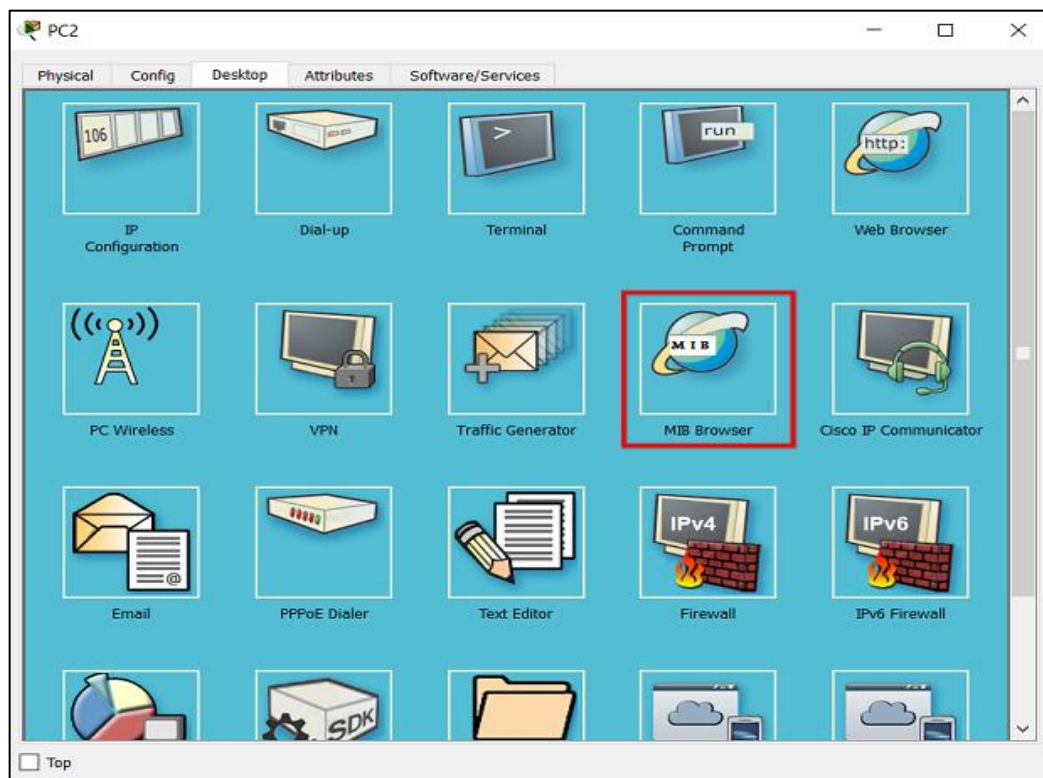 PC2
Physical Config Desktop Attributes Software/Services
106
>
run
http:
IP
Configuration
Dial-up
Terminal
Command
Prompt
Web Browser
MIB
PC Wireless
VPN
Traffic Generator
MIB Browser
Cisco IP Communicator
@
IPv4
IPv6
Email
PPPoE Dialer
Text Editor
Firewall
IPv6 Firewall
SDK
Top